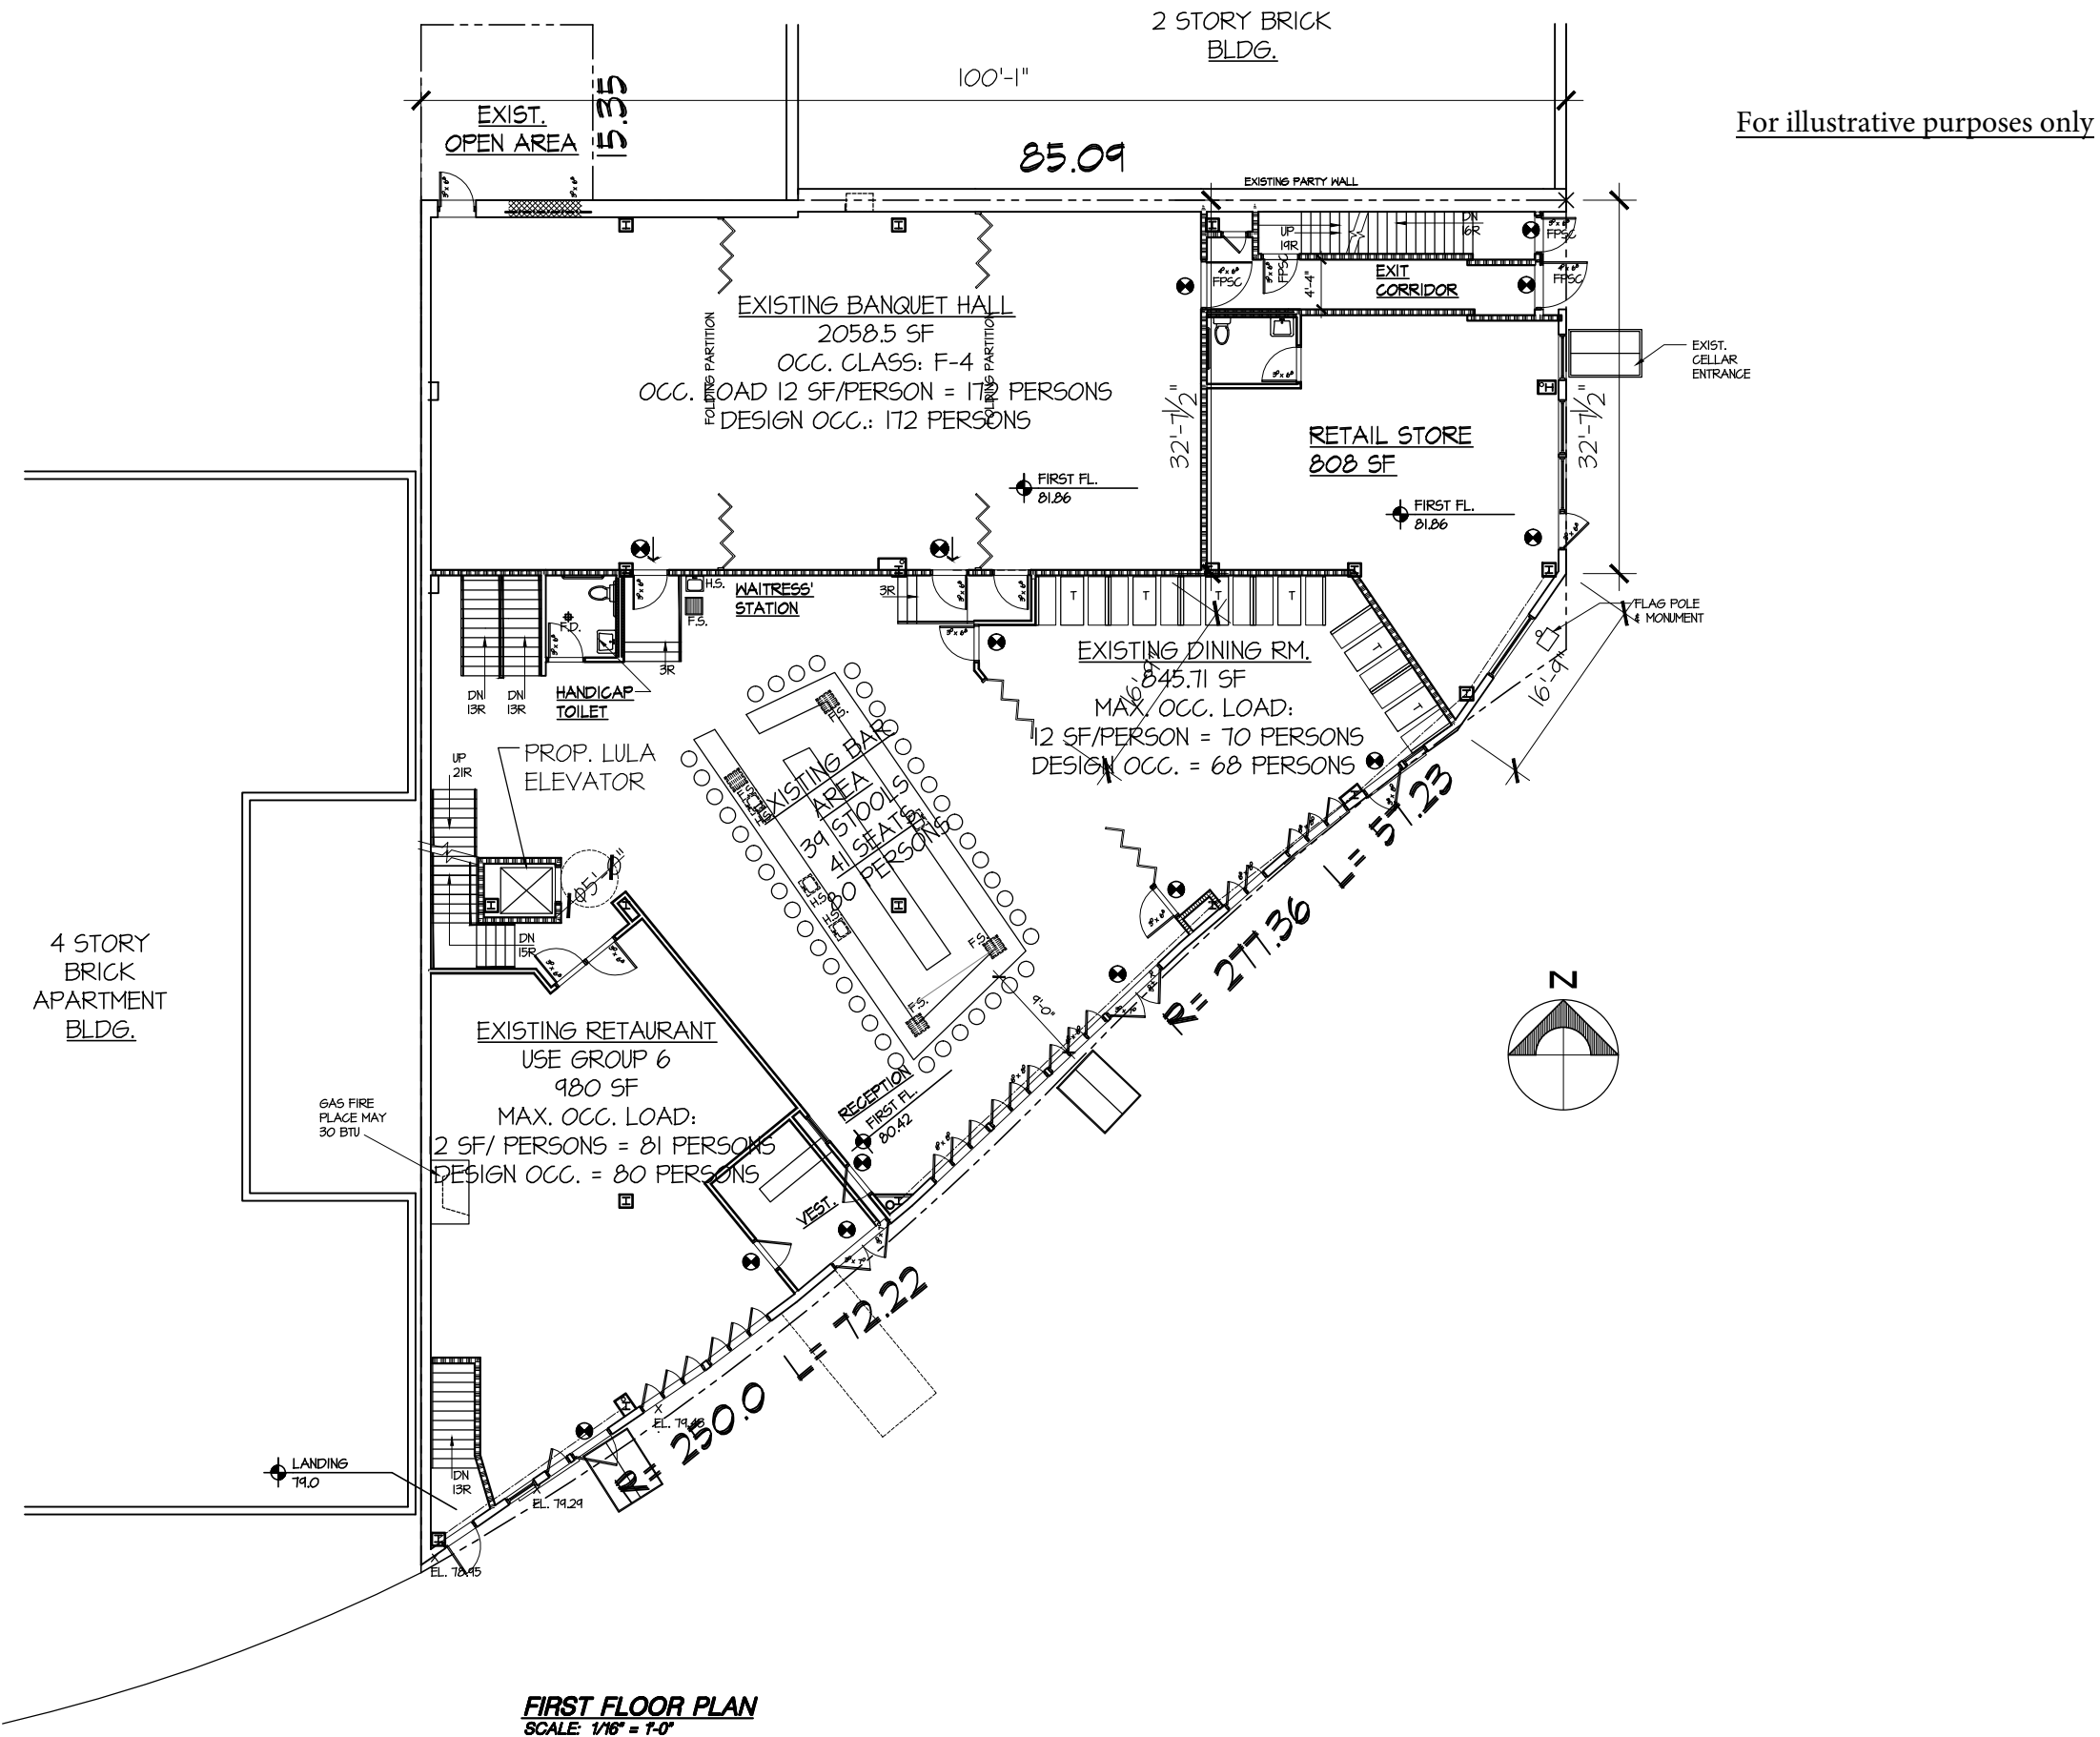 2 STORY BRICK
BLDG.
100'-1"
For illustrative purposes only
EXIST.
OPEN AREA
15.35
85.09
EXISTING PARTY WALL
UP
19R
DN
16R
FPSC
FPSC
FPSC
FPSC
4'-4"
EXIT
CORRIDOR
EXISTING BANQUET HALL
2058.5 SF
OCC. CLASS: F-4
OCC. LOAD 12 SF/PERSON = 172 PERSONS
DESIGN OCC.: 172 PERSONS
FOLDING PARTITION
FOLDING PARTITION
32'-7 1/2"
32'-7 1/2"
EXIST.
CELLAR
ENTRANCE
RETAIL STORE
808 SF
FIRST FL.
81.86
FIRST FL.
81.86
H.S.
F.S.
WAITRESS'
STATION
3R
3R
F.D.
T
T
T
T
T
T
T
FLAG POLE
& MONUMENT
16'-9"
16'-9"
DN
13R
DN
13R
HANDICAP
TOILET
EXISTING DINING RM.
845.71 SF
MAX. OCC. LOAD:
12 SF/PERSON = 70 PERSONS
DESIGN OCC. = 68 PERSONS
PROP. LULA
ELEVATOR
UP
21R
DN
15R
F.S.
F.S.
H.S.
H.S.
H.S.
F.S.
F.S.
EXISTING BAR
AREA
39 STOOLS
41 SEATS
80 PERSONS
9'-0"
L= 57.23
R= 277.36
N
4 STORY
BRICK
APARTMENT
BLDG.
EXISTING RETAURANT
USE GROUP 6
980 SF
MAX. OCC. LOAD:
12 SF/ PERSONS = 81 PERSONS
DESIGN OCC. = 80 PERSONS
GAS FIRE
PLACE MAY
30 BTU
RECEPTION
FIRST FL.
80.42
VEST.
L= 72.22
R= 250.0
EL. 79.29
LANDING
79.0
DN
13R
FIRST FLOOR PLAN
SCALE: 1/16" = 1'-0"